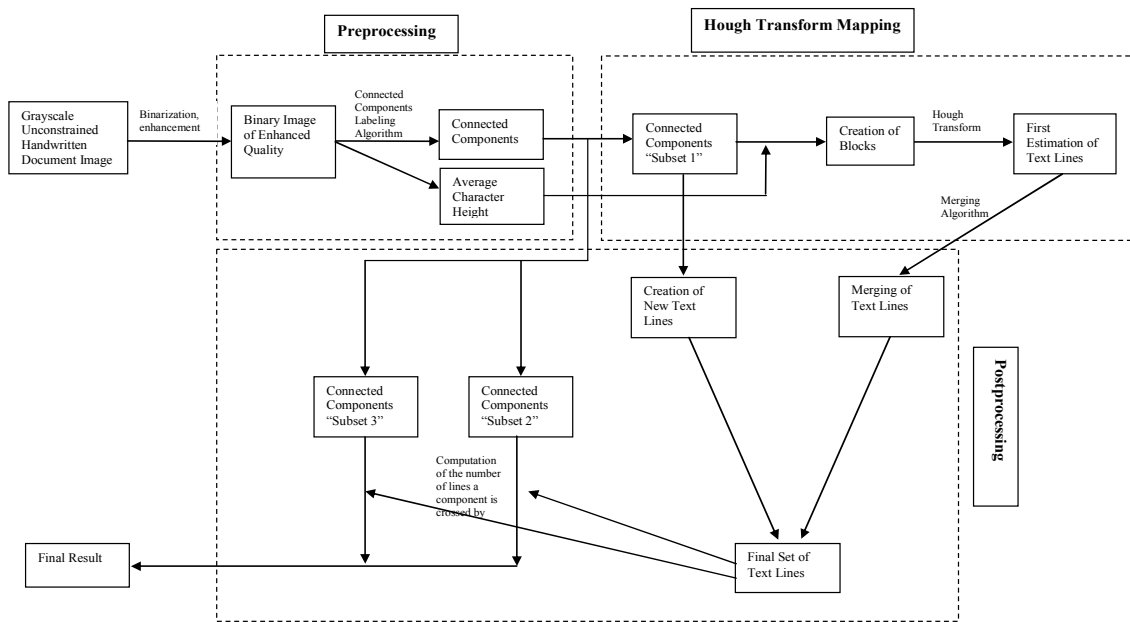 Preprocessing
Hough Transform Mapping
Grayscale
Unconstrained
Handwritten
Document Image
Binarization,
enhancement
Binary Image
of Enhanced
Quality
Connected
Components
Labeling
Algorithm
Connected
Components
Average
Character
Height
Connected
Components
“Subset 1”
Creation of
Blocks
Hough
Transform
First
Estimation of
Text Lines
Merging
Algorithm
Creation of
New Text
Lines
Merging of
Text Lines
Postprocessing
Connected
Components
“Subset 3”
Connected
Components
“Subset 2”
Computation
of the number
of lines a
component is
crossed by
Final Set of
Text Lines
Final Result